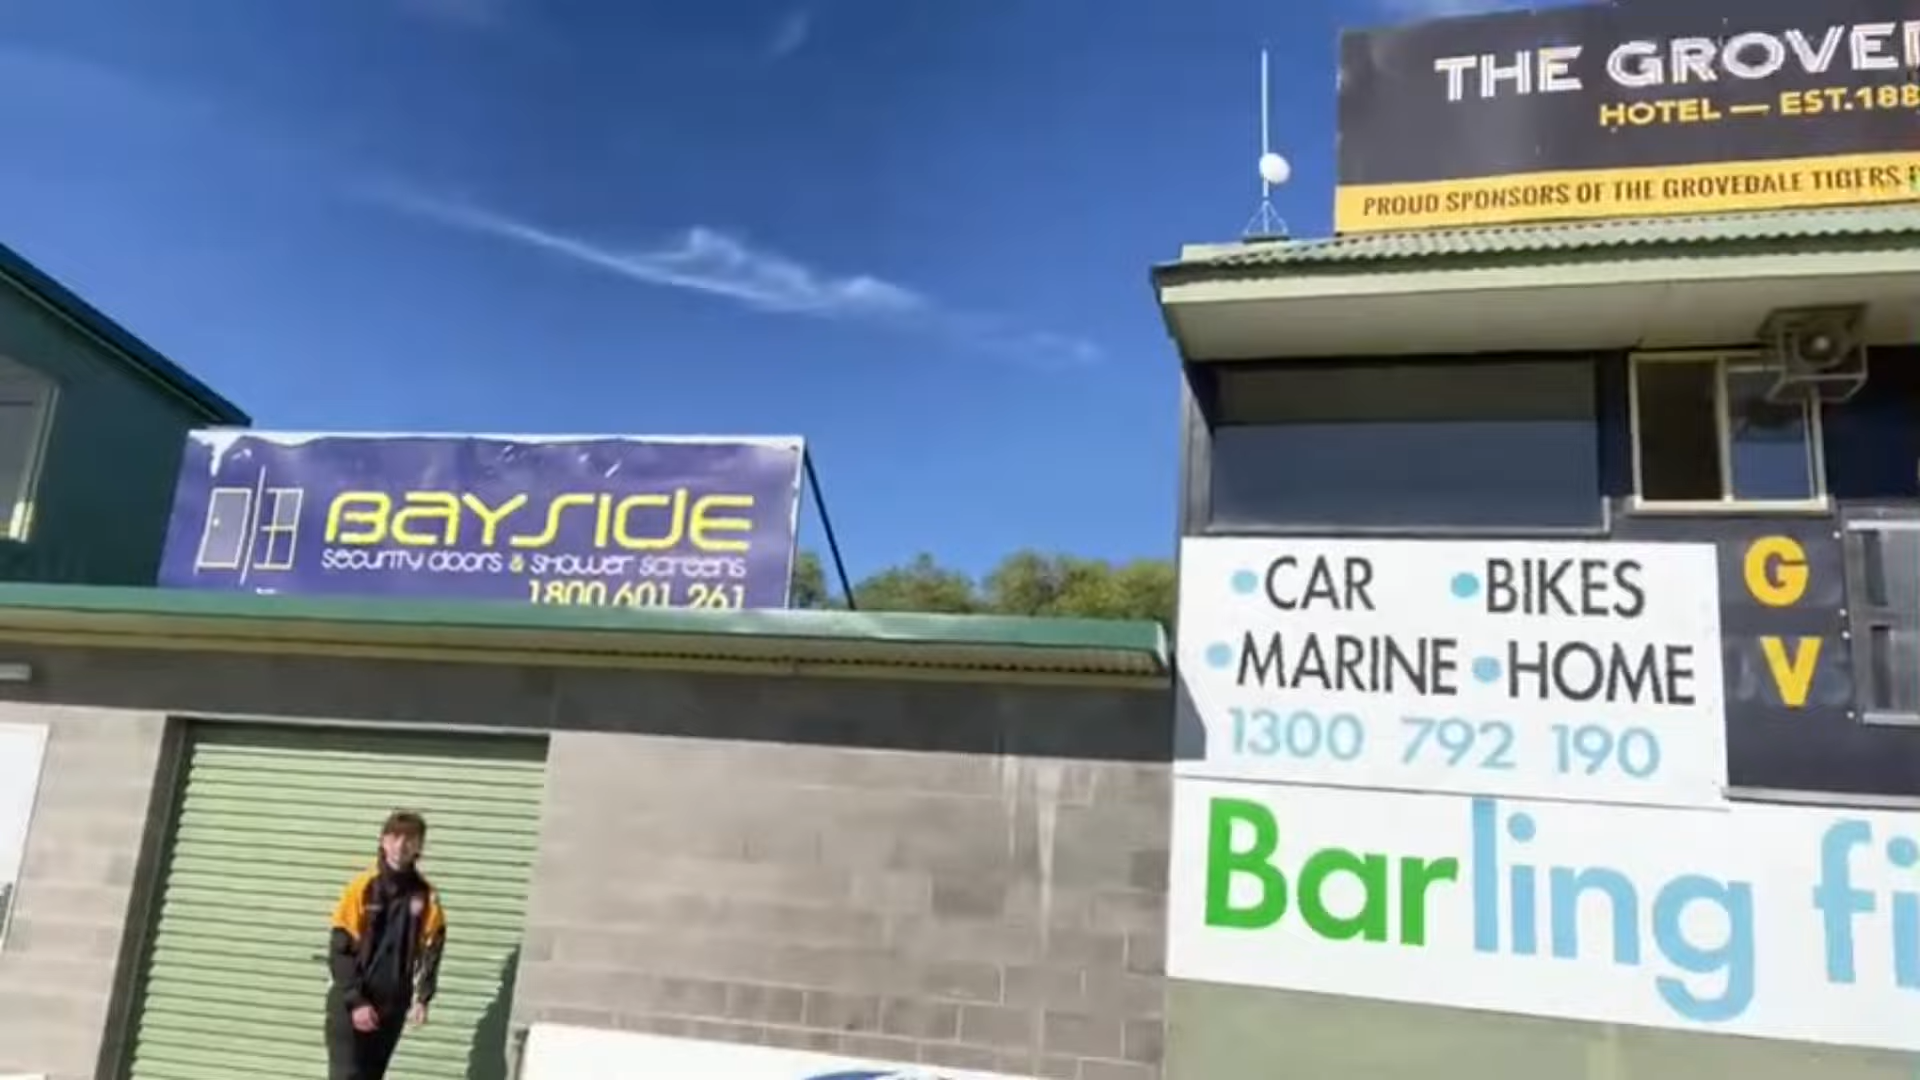 THE GROVE
HOTEL — EST.188
PROUD SPONSORS OF THE GROVEDALE TIGERS
BAYSIDE
security doors & shower screens
1800 601 261
•CAR •BIKES
•MARINE •HOME
1300 792 190
G
V
Barling fi